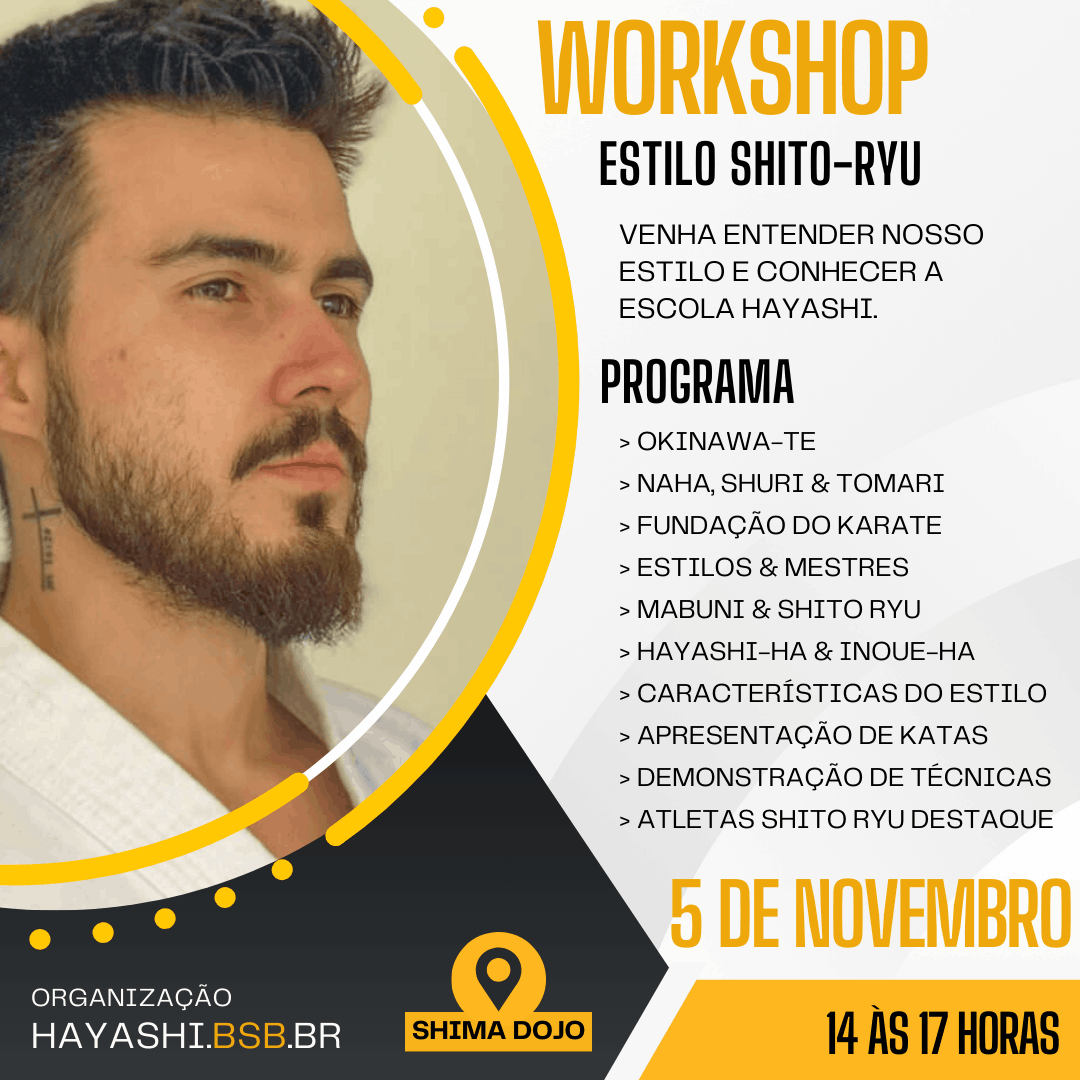 WORKSHOP
ESTILO SHITO-RYU
VENHA ENTENDER NOSSO
ESTILO E CONHECER A
ESCOLA HAYASHI.
PROGRAMA
> OKINAWA-TE
> NAHA, SHURI & TOMARI
> FUNDAÇÃO DO KARATE
> ESTILOS & MESTRES
> MABUNI & SHITO RYU
> HAYASHI-HA & INOUE-HA
> CARACTERÍSTICAS DO ESTILO
> APRESENTAÇÃO DE KATAS
> DEMONSTRAÇÃO DE TÉCNICAS
> ATLETAS SHITO RYU DESTAQUE
5 DE NOVEMBRO
14 ÀS 17 HORAS
ORGANIZAÇÃO
HAYASHI.BSB.BR
SHIMA DOJO